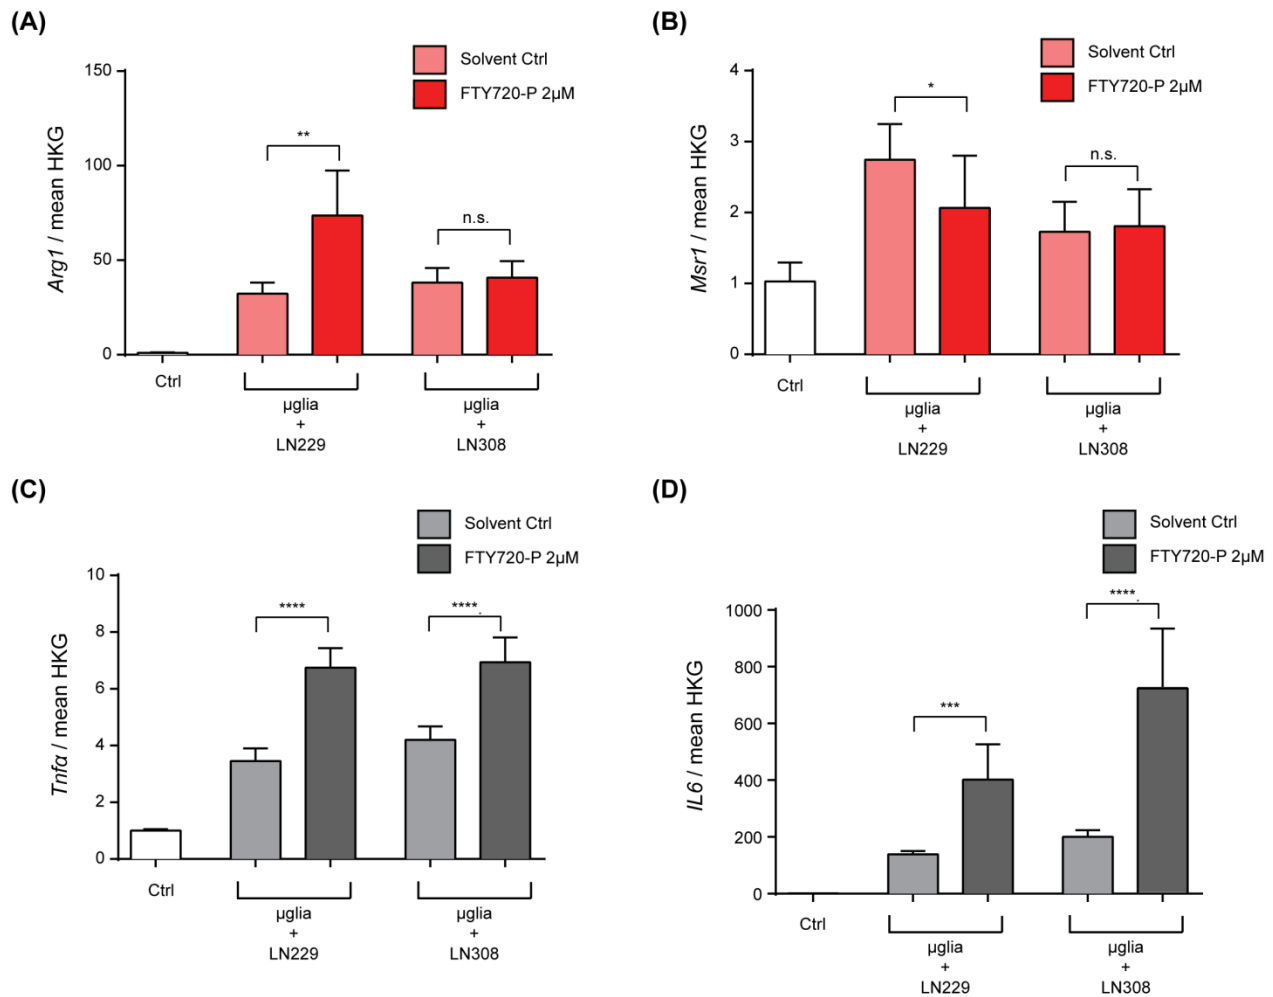 (A)
Solvent Ctrl
FTY720-P 2µM
Arg1 / mean HKG
150
100
50
0
**
n.s.
Ctrl
µglia
+
LN229
µglia
+
LN308
(B)
Solvent Ctrl
FTY720-P 2µM
Msr1 / mean HKG
4
3
2
1
0
*
n.s.
Ctrl
µglia
+
LN229
µglia
+
LN308
(C)
Solvent Ctrl
FTY720-P 2µM
Tnfα / mean HKG
10
8
6
4
2
0
****
****
Ctrl
µglia
+
LN229
µglia
+
LN308
(D)
Solvent Ctrl
FTY720-P 2µM
IL6 / mean HKG
1000
800
600
400
200
0
***
****
Ctrl
µglia
+
LN229
µglia
+
LN308